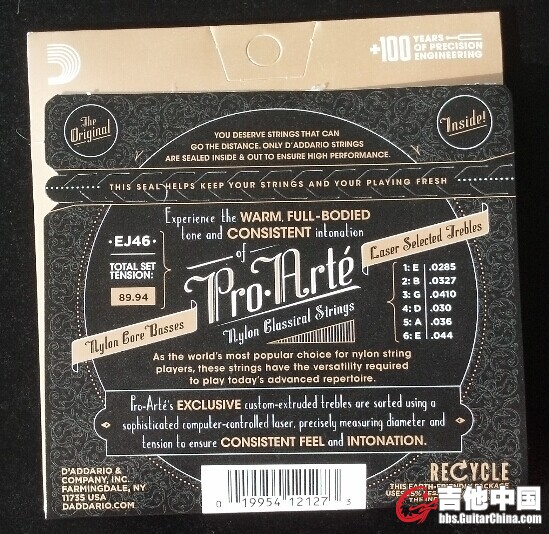 +100 YEARS
OF PRECISION
ENGINEERING
The
Original
Inside!
YOU DESERVE STRINGS THAT CAN
GO THE DISTANCE. ONLY D'ADDARIO STRINGS
ARE SEALED INSIDE & OUT TO ENSURE HIGH PERFORMANCE.
THIS SEAL HELPS KEEP YOUR STRINGS AND YOUR PLAYING FRESH
Experience the WARM, FULL-BODIED
tone and CONSISTENT intonation
of
·EJ46·
TOTAL SET
TENSION:
89.94
Pro·Arté
Nylon Classical Strings
Laser Selected Trebles
1: E .0285
2: B .0327
3: G .0410
4: D .030
5: A .036
6: E .044
Nylon Core Basses
As the world's most popular choice for nylon string
players, these strings have the versatility required
to play today's advanced repertoire.
Pro-Arté's EXCLUSIVE custom-extruded trebles are sorted using a
sophisticated computer-controlled laser, precisely measuring diameter and
tension to ensure CONSISTENT FEEL and INTONATION.
D'ADDARIO &
COMPANY, INC.
FARMINGDALE, NY
11735 USA
DADDARIO.COM
0 19954 12127 3
RECYCLE
THIS EARTH-FRIENDLY PACKAGE
吉他中国
bbs.GuitarChina.com